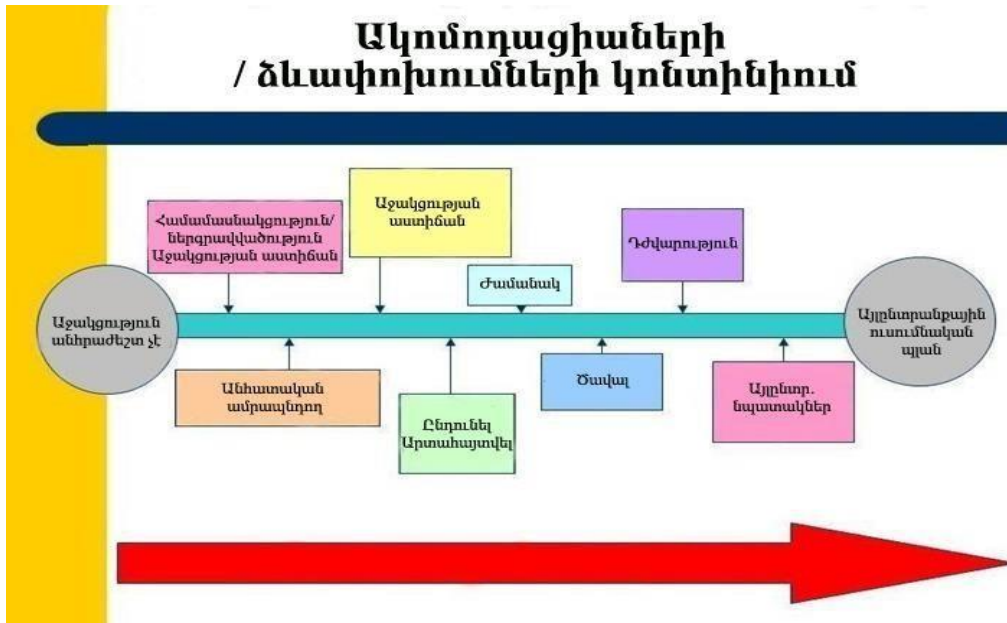 Ակոմոդացիաների
/ ձևափոխումների կոնտինիում
Համամասնակցություն/
ներգրավվածություն
Աջակցության աստիճան
Աջակցության
աստիճան
Ժամանակ
Դժվարություն
Աջակցություն
անհրաժեշտ չէ
Այլընտրանքային
ուսումնական
պլան
Անհատական
ամրապնդող
Ընդունել
Արտահայտվել
Ծավալ
Այլընտր.
նպատակներ